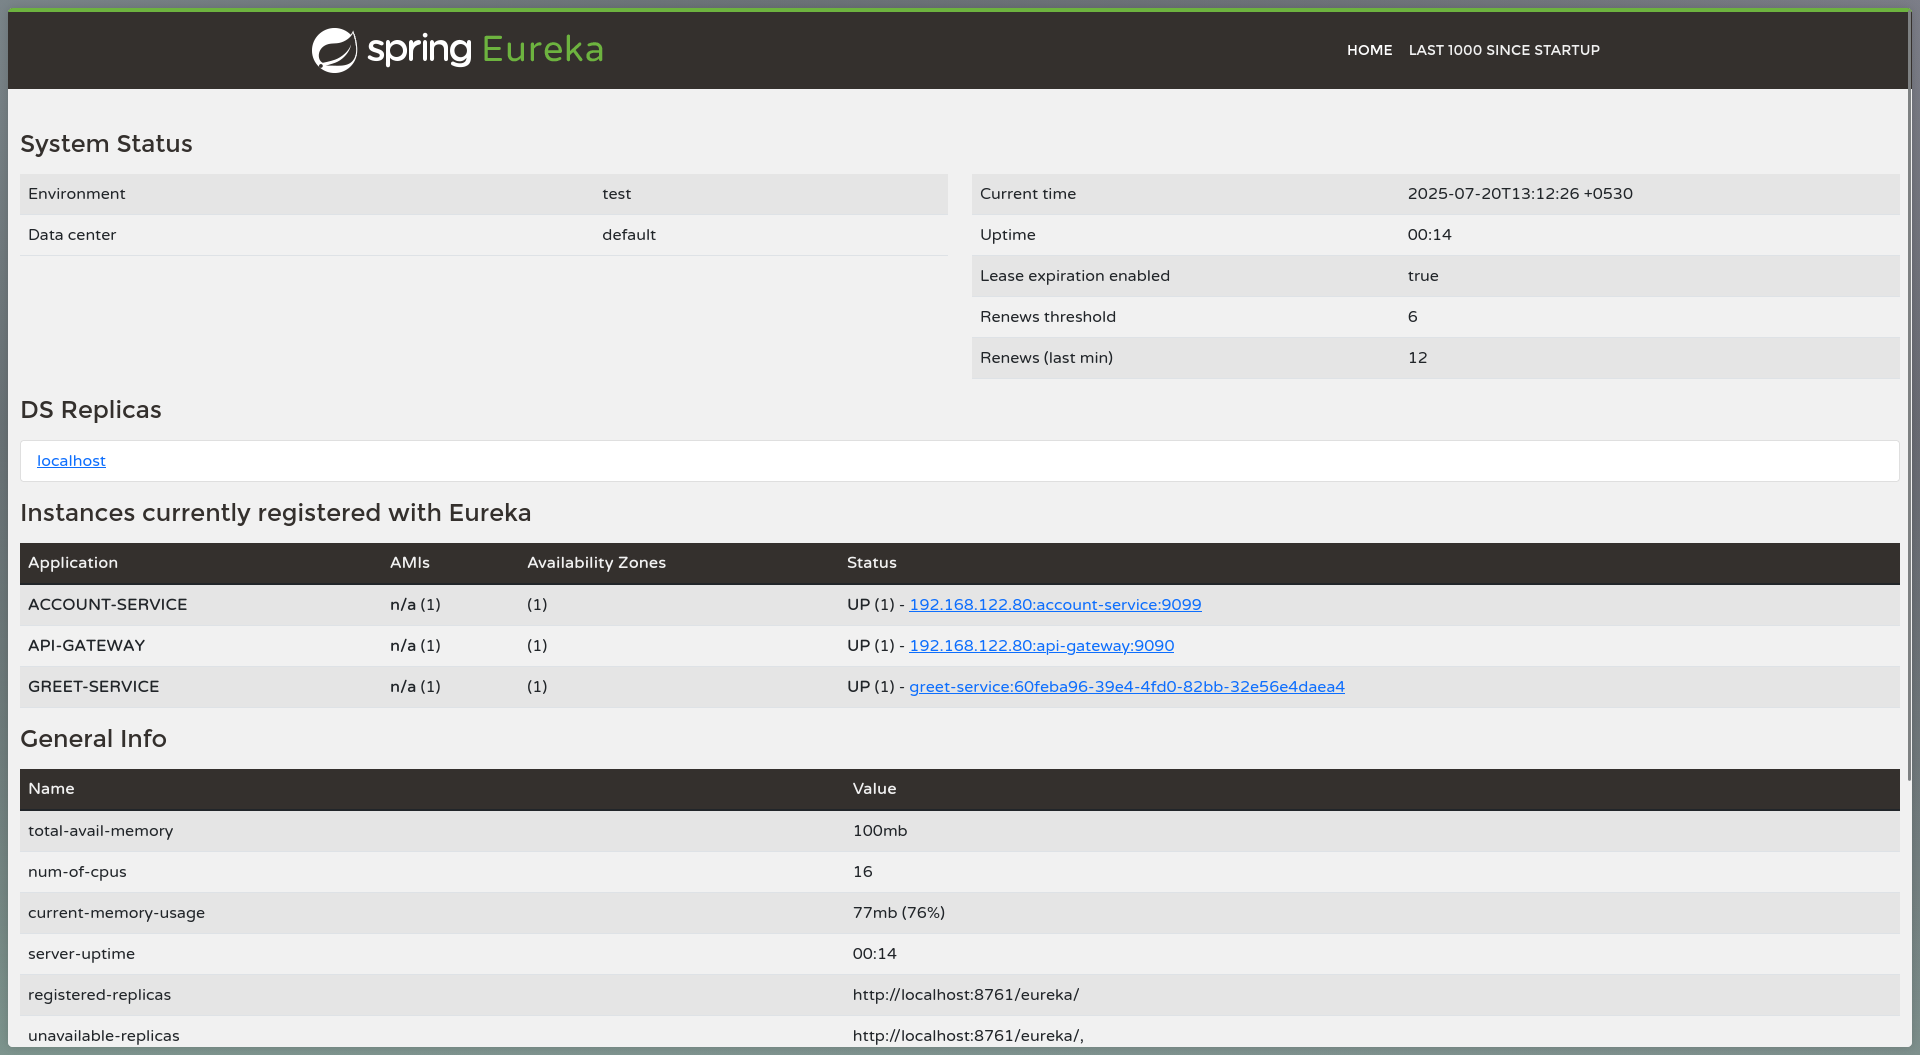 spring Eureka
HOME LAST 1000 SINCE STARTUP
System Status
Environment test
Data center default
Current time 2025-07-20T13:12:26 +0530
Uptime 00:14
Lease expiration enabled true
Renews threshold 6
Renews (last min) 12
DS Replicas
localhost
Instances currently registered with Eureka
Application AMIs Availability Zones Status
ACCOUNT-SERVICE n/a (1) (1) UP (1) - 192.168.122.80:account-service:9099
API-GATEWAY n/a (1) (1) UP (1) - 192.168.122.80:api-gateway:9090
GREET-SERVICE n/a (1) (1) UP (1) - greet-service:60feba96-39e4-4fd0-82bb-32e56e4daea4
General Info
Name Value
total-avail-memory 100mb
num-of-cpus 16
current-memory-usage 77mb (76%)
server-uptime 00:14
registered-replicas http://localhost:8761/eureka/
unavailable-replicas http://localhost:8761/eureka/,